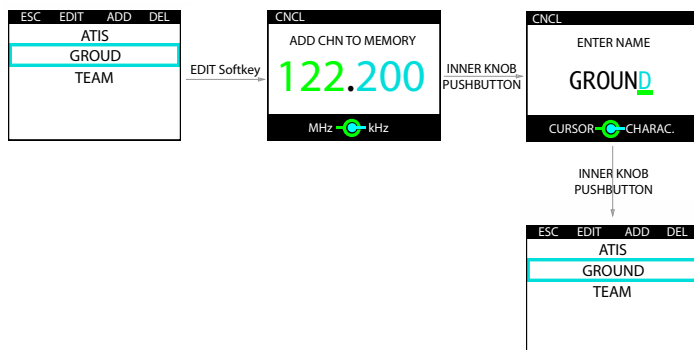 ESC EDIT ADD DEL
ATIS
GROUD
TEAM
EDIT Softkey
CNCL
ADD CHN TO MEMORY
122.200
MHz kHz
INNER KNOB
PUSHBUTTON
CNCL
ENTER NAME
GROUND
CURSOR CHARAC.
INNER KNOB
PUSHBUTTON
ESC EDIT ADD DEL
ATIS
GROUND
TEAM